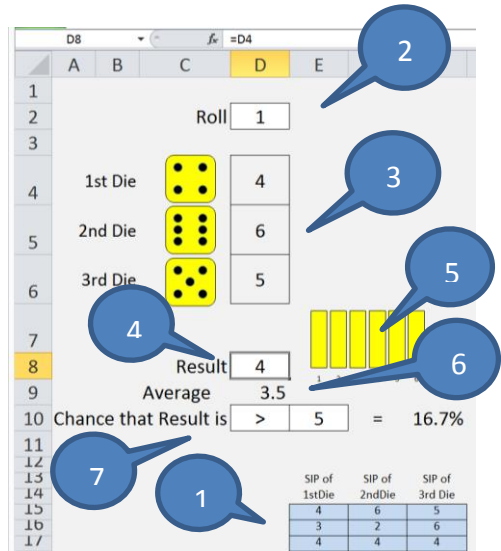 D8 fx =D4
A B C D E
1
2 Roll 1 2
3
4 1st Die 4 3
5 2nd Die 6
6 3rd Die 5 5
7 4
8 Result 4 6
9 Average 3.5
10 Chance that Result is > 5 = 16.7%
11
12
13 7 SIP of SIP of SIP of
14 1 1stDie 2ndDie 3rd Die
15 4 6 5
16 3 2 6
17 4 4 4